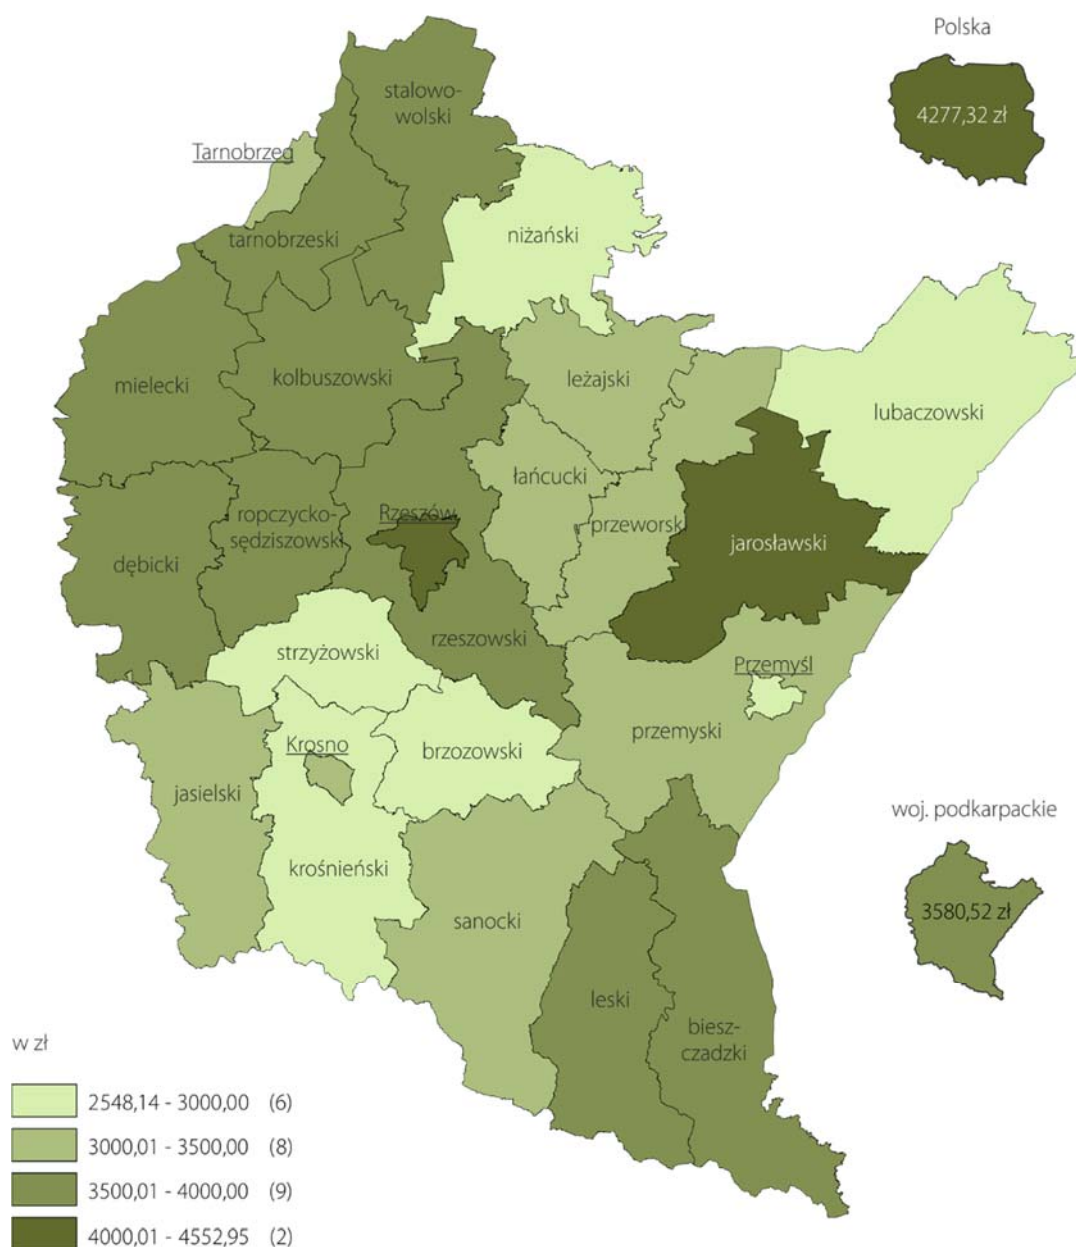 Polska
4277,32 zł
stalowo-
wolski
Tarnobrzeg
tarnobrzeski
niżański
mielecki
kolbuszowski
leżajski
lubaczowski
łańcucki
ropczycko-
sędziszowski
Rzeszów
przeworski
jarosławski
dębicki
rzeszowski
strzyżowski
Przemyśl
przemyski
Krosno
brzozowski
jasielski
krośnieński
sanocki
woj. podkarpackie
3580,52 zł
leski
biesz-
czadzki
w zł
2548,14 - 3000,00 (6)
3000,01 - 3500,00 (8)
3500,01 - 4000,00 (9)
4000,01 - 4552,95 (2)